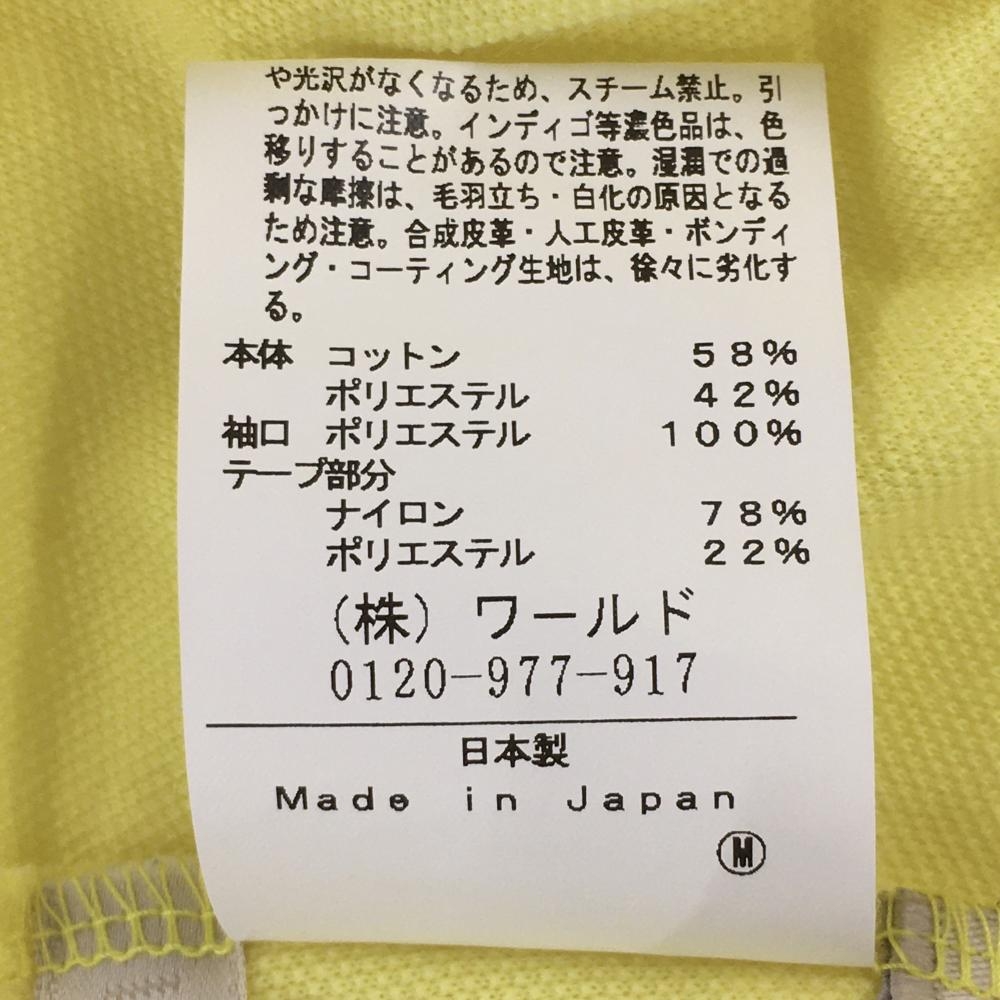 や光沢がなくなるため、スチーム禁止。引
っかけに注意。インディゴ等濃色品は、色
移りすることがあるので注意。湿潤での過
剰な摩擦は、毛羽立ち・白化の原因となる
ため注意。合成皮革・人工皮革・ボンディ
ング・コーティング生地は、徐々に劣化す
る。
本体 コットン 58%
ポリエステル 42%
袖口 ポリエステル 100%
テープ部分
ナイロン 78%
ポリエステル 22%
(株) ワールド
0120-977-917
日本製
Made in Japan
Ⓜ